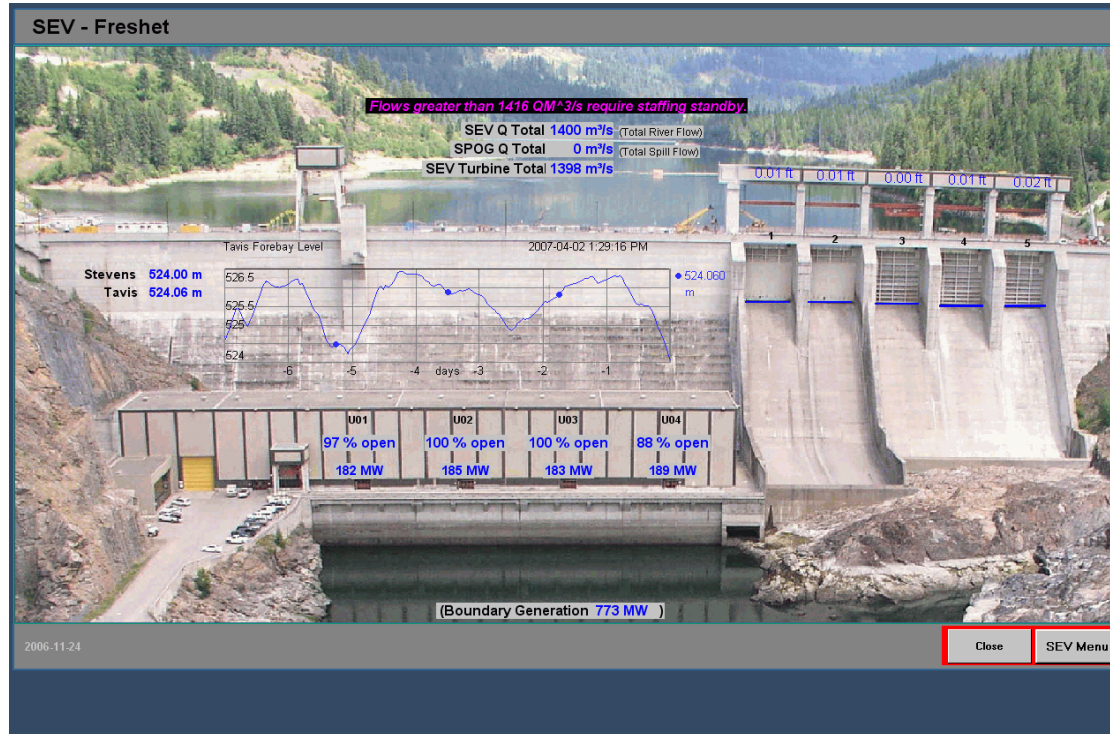 SEV - Freshet
Flows greater than 1416 QM^3/s require staffing standby.
SEV Q Total 1400 m³/s (Total River Flow)
SPOG Q Total 0 m³/s (Total Spill Flow)
SEV Turbine Total 1398 m³/s
0.01 ft 0.01 ft 0.00 ft 0.01 ft 0.02 ft
1 2 3 4 5
Tavis Forebay Level 2007-04-02 1:29:16 PM
Stevens 524.00 m
Tavis 524.06 m
526.5
525.5
525
524
524.060
m
-6 -5 -4 days -3 -2 -1
U01 U02 U03 U04
97 % open 100 % open 100 % open 88 % open
182 MW 185 MW 183 MW 189 MW
(Boundary Generation 773 MW )
2006-11-24
Close
SEV Menu